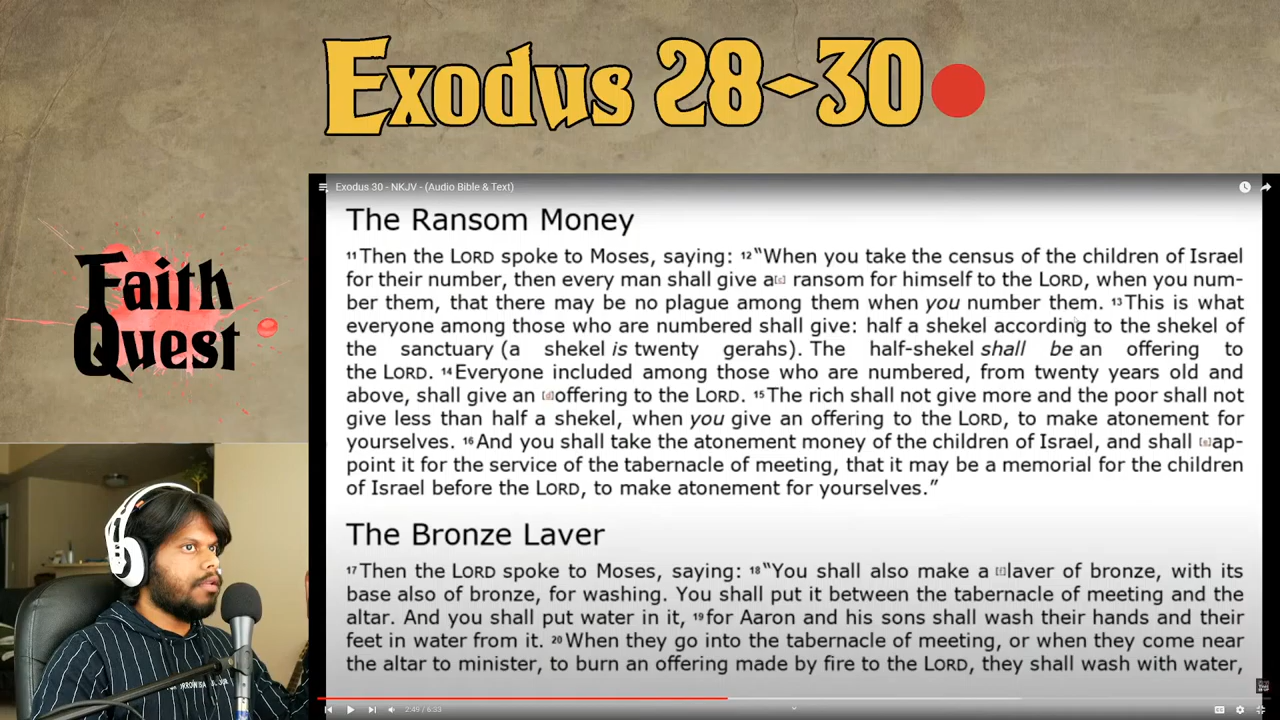 Exodus 28-30
Exodus 30 - NKJV - (Audio Bible & Text)
Faith
Quest
The Ransom Money
11 Then the LORD spoke to Moses, saying: 12 “When you take the census of the children of Israel
for their number, then every man shall give a[c] ransom for himself to the LORD, when you num-
ber them, that there may be no plague among them when you number them. 13 This is what
everyone among those who are numbered shall give: half a shekel according to the shekel of
the sanctuary (a shekel is twenty gerahs). The half-shekel shall be an offering to
the LORD. 14 Everyone included among those who are numbered, from twenty years old and
above, shall give an [d]offering to the LORD. 15 The rich shall not give more and the poor shall not
give less than half a shekel, when you give an offering to the LORD, to make atonement for
yourselves. 16 And you shall take the atonement money of the children of Israel, and shall [e]ap-
point it for the service of the tabernacle of meeting, that it may be a memorial for the children
of Israel before the LORD, to make atonement for yourselves.”
The Bronze Laver
17 Then the LORD spoke to Moses, saying: 18 “You shall also make a [f]laver of bronze, with its
base also of bronze, for washing. You shall put it between the tabernacle of meeting and the
altar. And you shall put water in it, 19 for Aaron and his sons shall wash their hands and their
feet in water from it. 20 When they go into the tabernacle of meeting, or when they come near
the altar to minister, to burn an offering made by fire to the LORD, they shall wash with water,
2:49 / 6:33